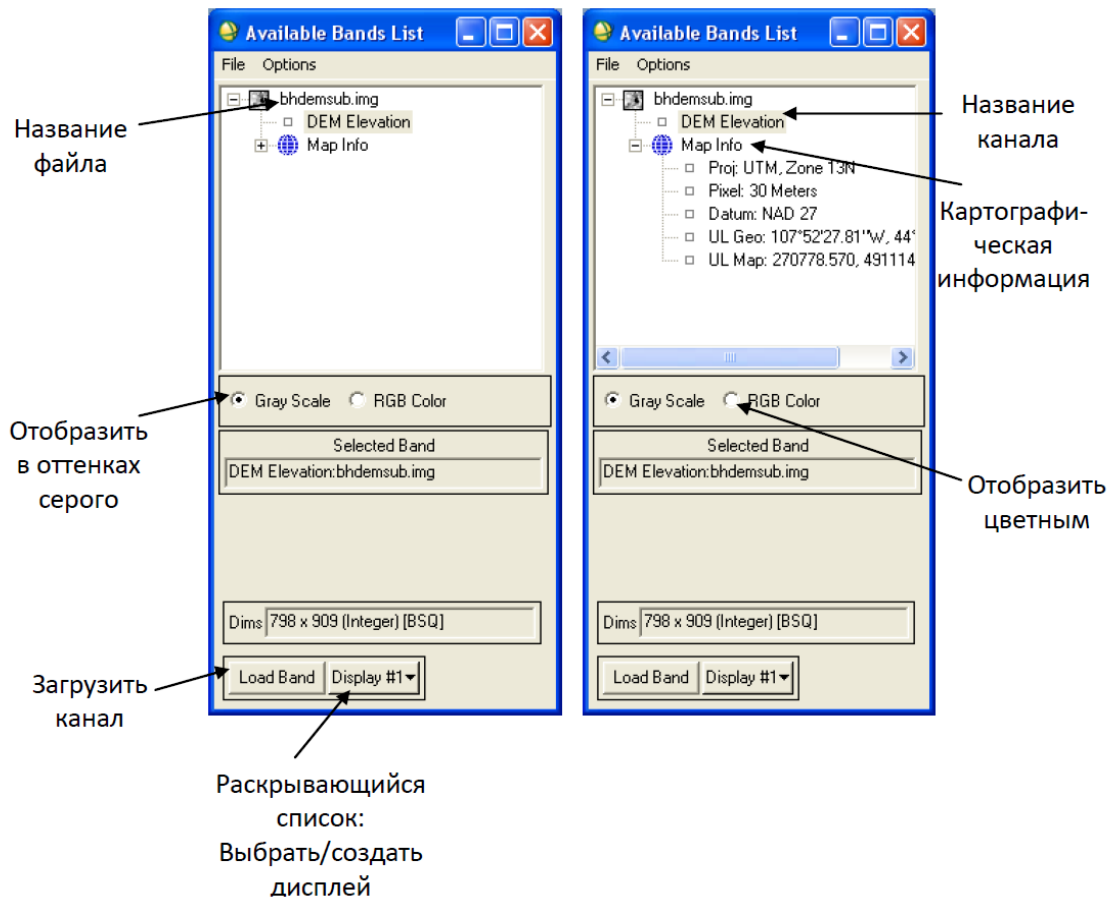 Available Bands List
File Options
bhdemsub.img
DEM Elevation
Map Info
Gray Scale RGB Color
Selected Band
DEM Elevation:bhdemsub.img
Dims 798 x 909 (Integer) [BSQ]
Load Band Display #1
Название
файла
Отобразить
в оттенках
серого
Загрузить
канал
Раскрывающийся
список:
Выбрать/создать
дисплей
Available Bands List
File Options
bhdemsub.img
DEM Elevation
Map Info
Proj: UTM, Zone 13N
Pixel: 30 Meters
Datum: NAD 27
UL Geo: 107°52'27.81"W, 44°
UL Map: 270778.570, 491114
Gray Scale RGB Color
Selected Band
DEM Elevation:bhdemsub.img
Dims 798 x 909 (Integer) [BSQ]
Load Band Display #1
Название
канала
Картографи-
ческая
информация
Отобразить
цветным